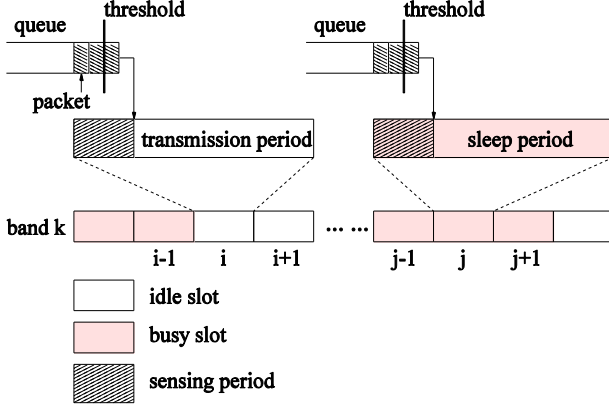 queue threshold queue threshold
packet
transmission period sleep period
band k ... ... 
i-1 i i+1 j-1 j j+1
idle slot
busy slot
sensing period